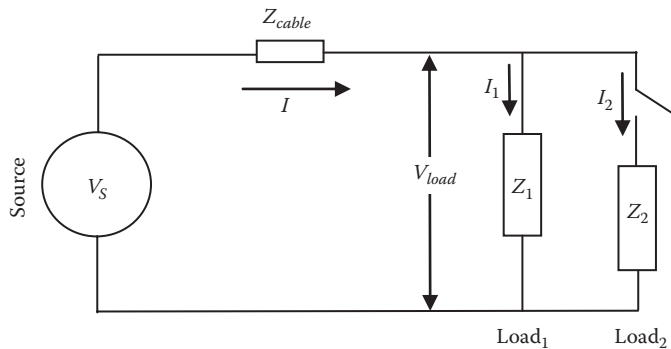 Z_cable
I
I_1
I_2
Source
V_S
V_load
Z_1
Z_2
Load_1
Load_2